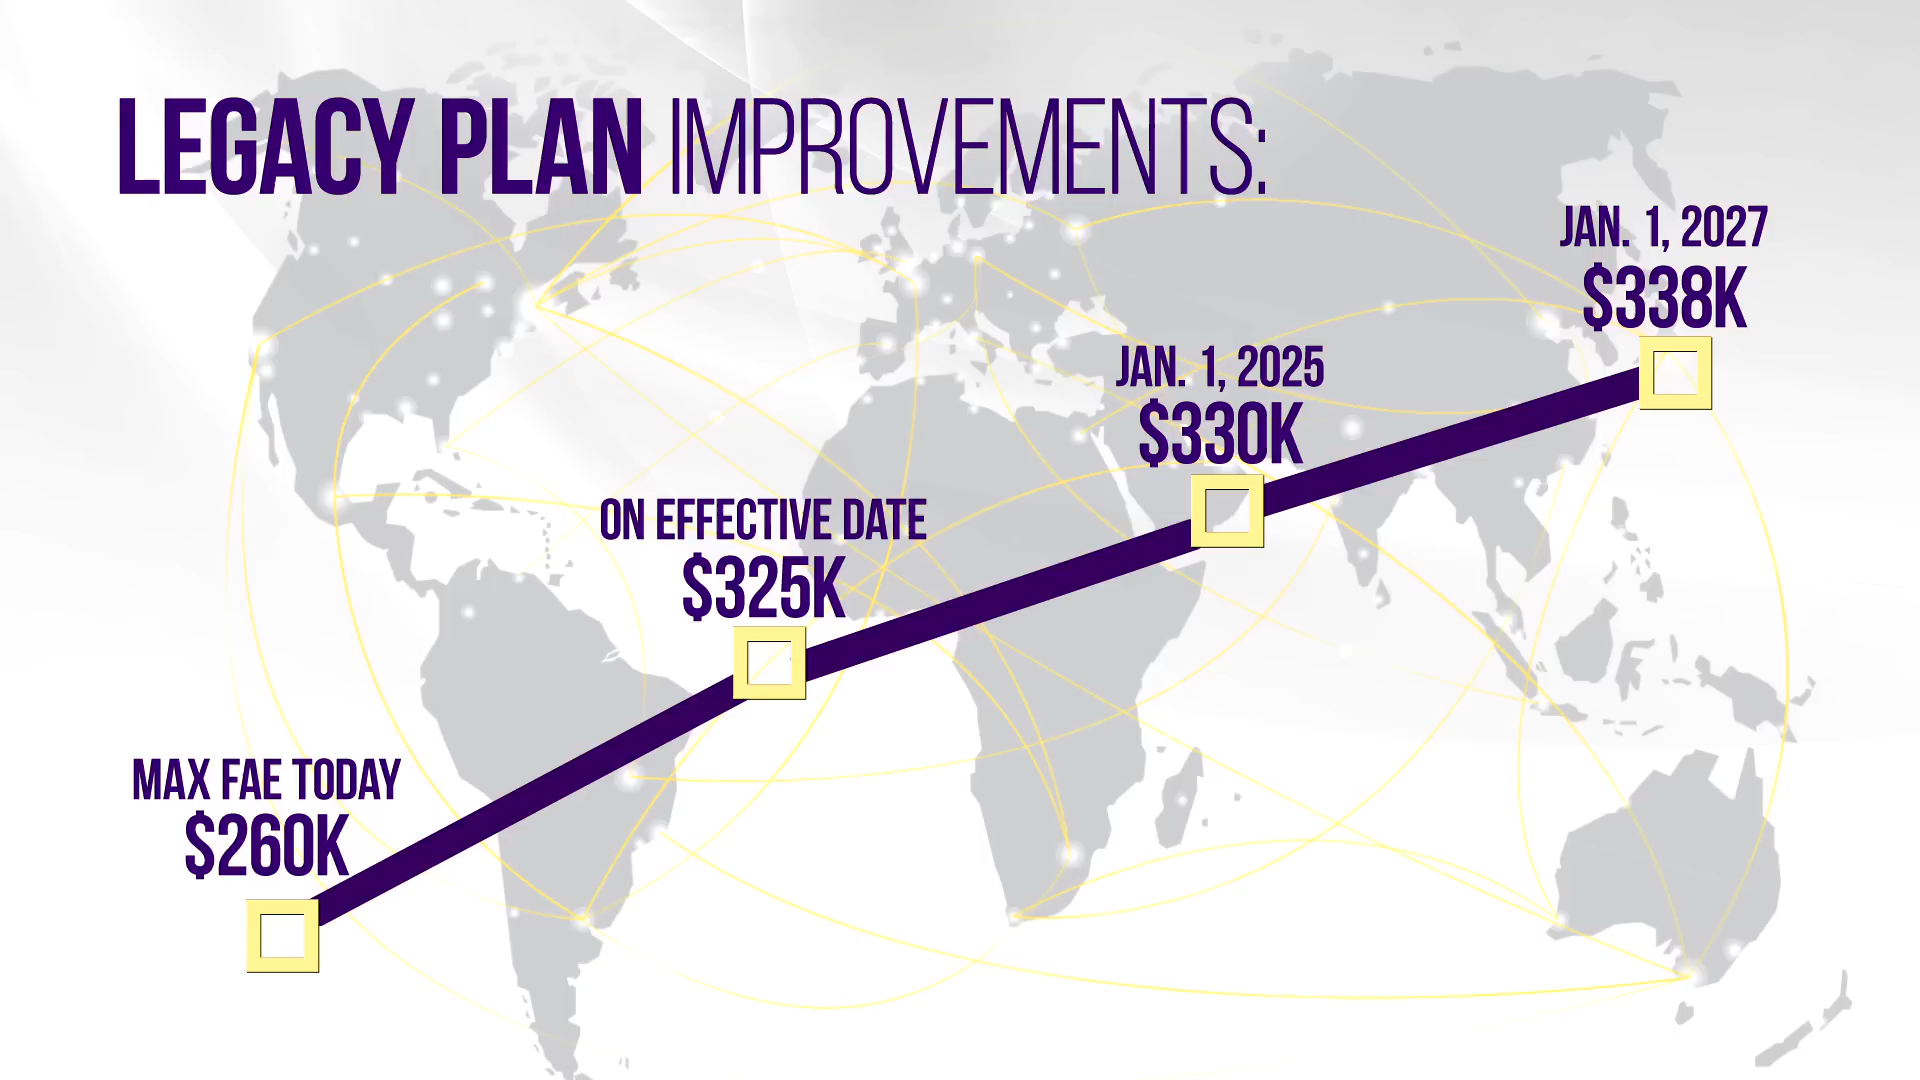 LEGACY PLAN IMPROVEMENTS:
JAN. 1, 2027
$338K
JAN. 1, 2025
$330K
ON EFFECTIVE DATE
$325K
MAX FAE TODAY
$260K